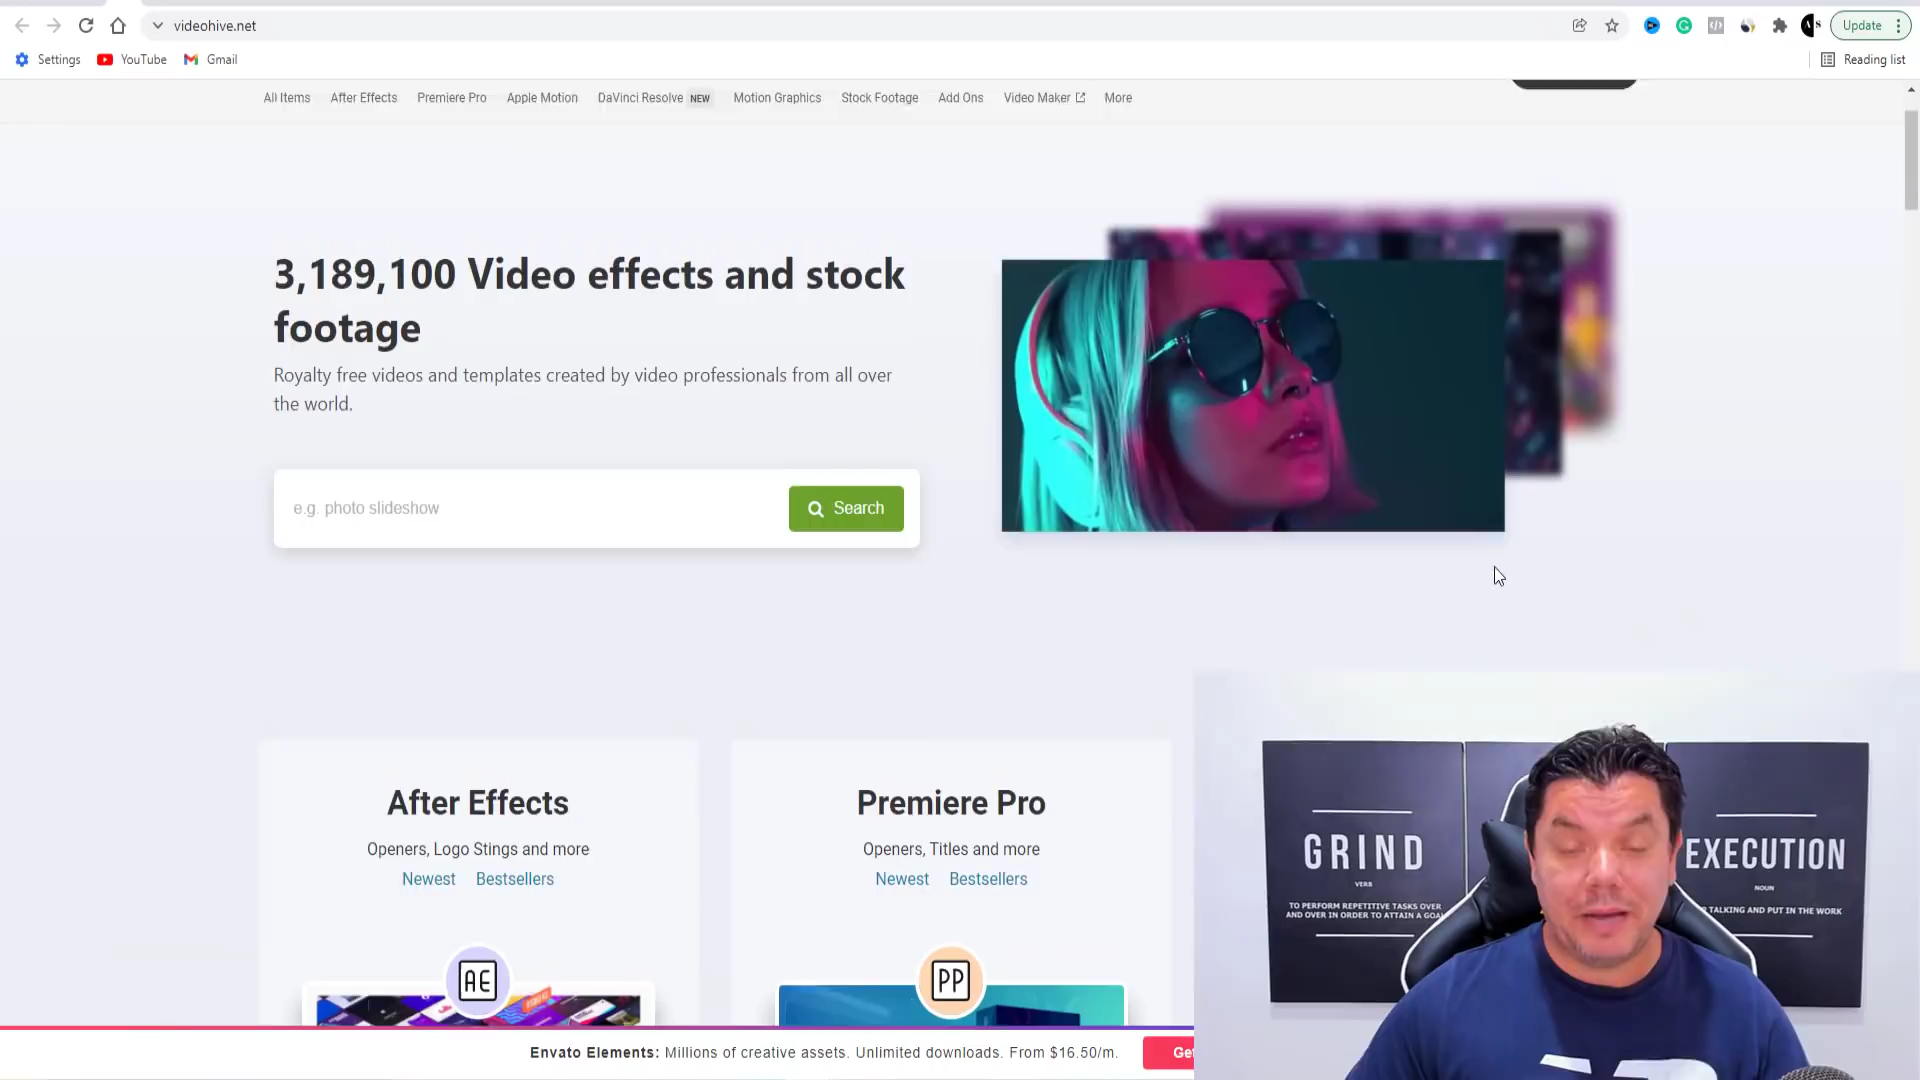 videohive.net
Update
Settings
YouTube
Gmail
Reading list
All Items
After Effects
Premiere Pro
Apple Motion
DaVinci Resolve NEW
Motion Graphics
Stock Footage
Add Ons
Video Maker
More
3,189,100 Video effects and stock
footage
Royalty free videos and templates created by video professionals from all over
the world.
e.g. photo slideshow
Search
After Effects
Openers, Logo Stings and more
Newest Bestsellers
AE
Premiere Pro
Openers, Titles and more
Newest Bestsellers
PP
GRIND
VERB
TO PERFORM REPETITIVE TASKS OVER
AND OVER IN ORDER TO ATTAIN A GOAL
EXECUTION
NOUN
TALKING AND PUT IN THE WORK
Envato Elements: Millions of creative assets. Unlimited downloads. From $16.50/m.